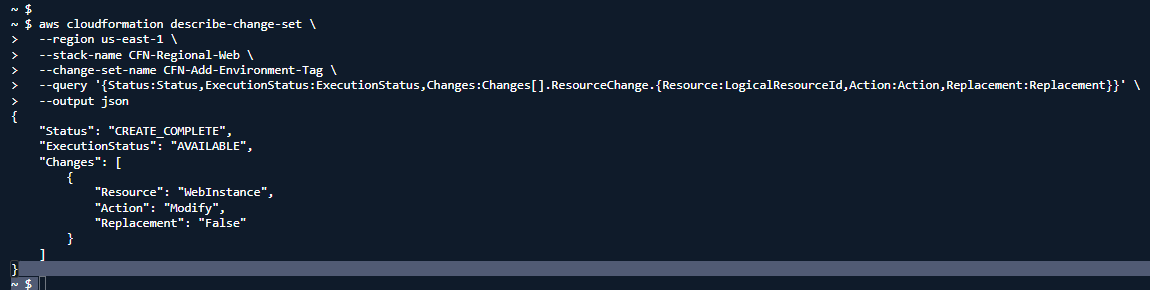 ~ $
~ $ aws cloudformation describe-change-set \
>   --region us-east-1 \
>   --stack-name CFN-Regional-Web \
>   --change-set-name CFN-Add-Environment-Tag \
>   --query '{Status:Status,ExecutionStatus:ExecutionStatus,Changes:Changes[].ResourceChange.{Resource:LogicalResourceId,Action:Action,Replacement:Replacement}}' \
>   --output json
{
    "Status": "CREATE_COMPLETE",
    "ExecutionStatus": "AVAILABLE",
    "Changes": [
        {
            "Resource": "WebInstance",
            "Action": "Modify",
            "Replacement": "False"
        }
    ]
}
~ $